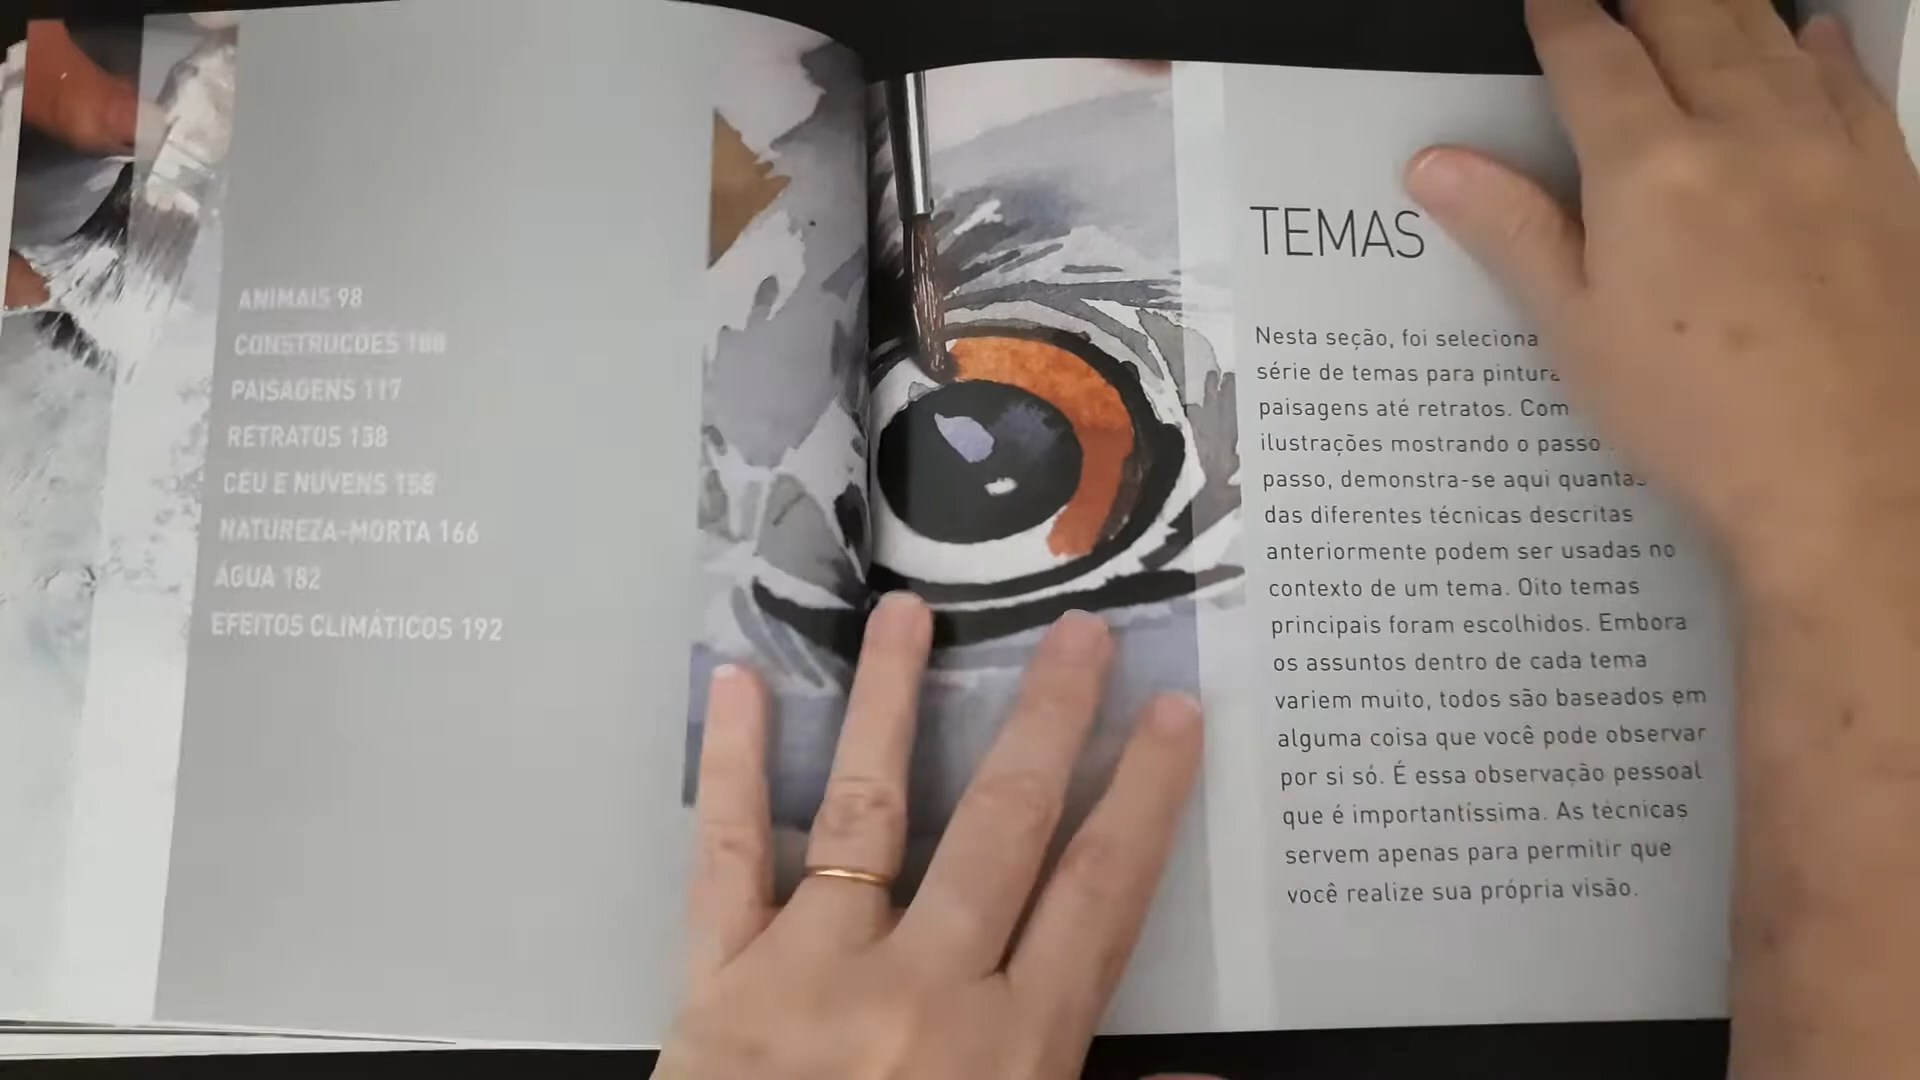 ANIMAIS 98
CONSTRUÇÕES
PAISAGENS 117
RETRATOS 138
CÉU E NUVENS 158
NATUREZA-MORTA 166
ÁGUA 182
EFEITOS CLIMÁTICOS 192
TEMAS
Nesta seção, foi seleciona
série de temas para pintura
paisagens até retratos. Com
ilustrações mostrando o passo
passo, demonstra-se aqui quantas
das diferentes técnicas descritas
anteriormente podem ser usadas no
contexto de um tema. Oito temas
principais foram escolhidos. Embora
os assuntos dentro de cada tema
variem muito, todos são baseados em
alguma coisa que você pode observar
por si só. É essa observação pessoal
que é importantíssima. As técnicas
servem apenas para permitir que
você realize sua própria visão.